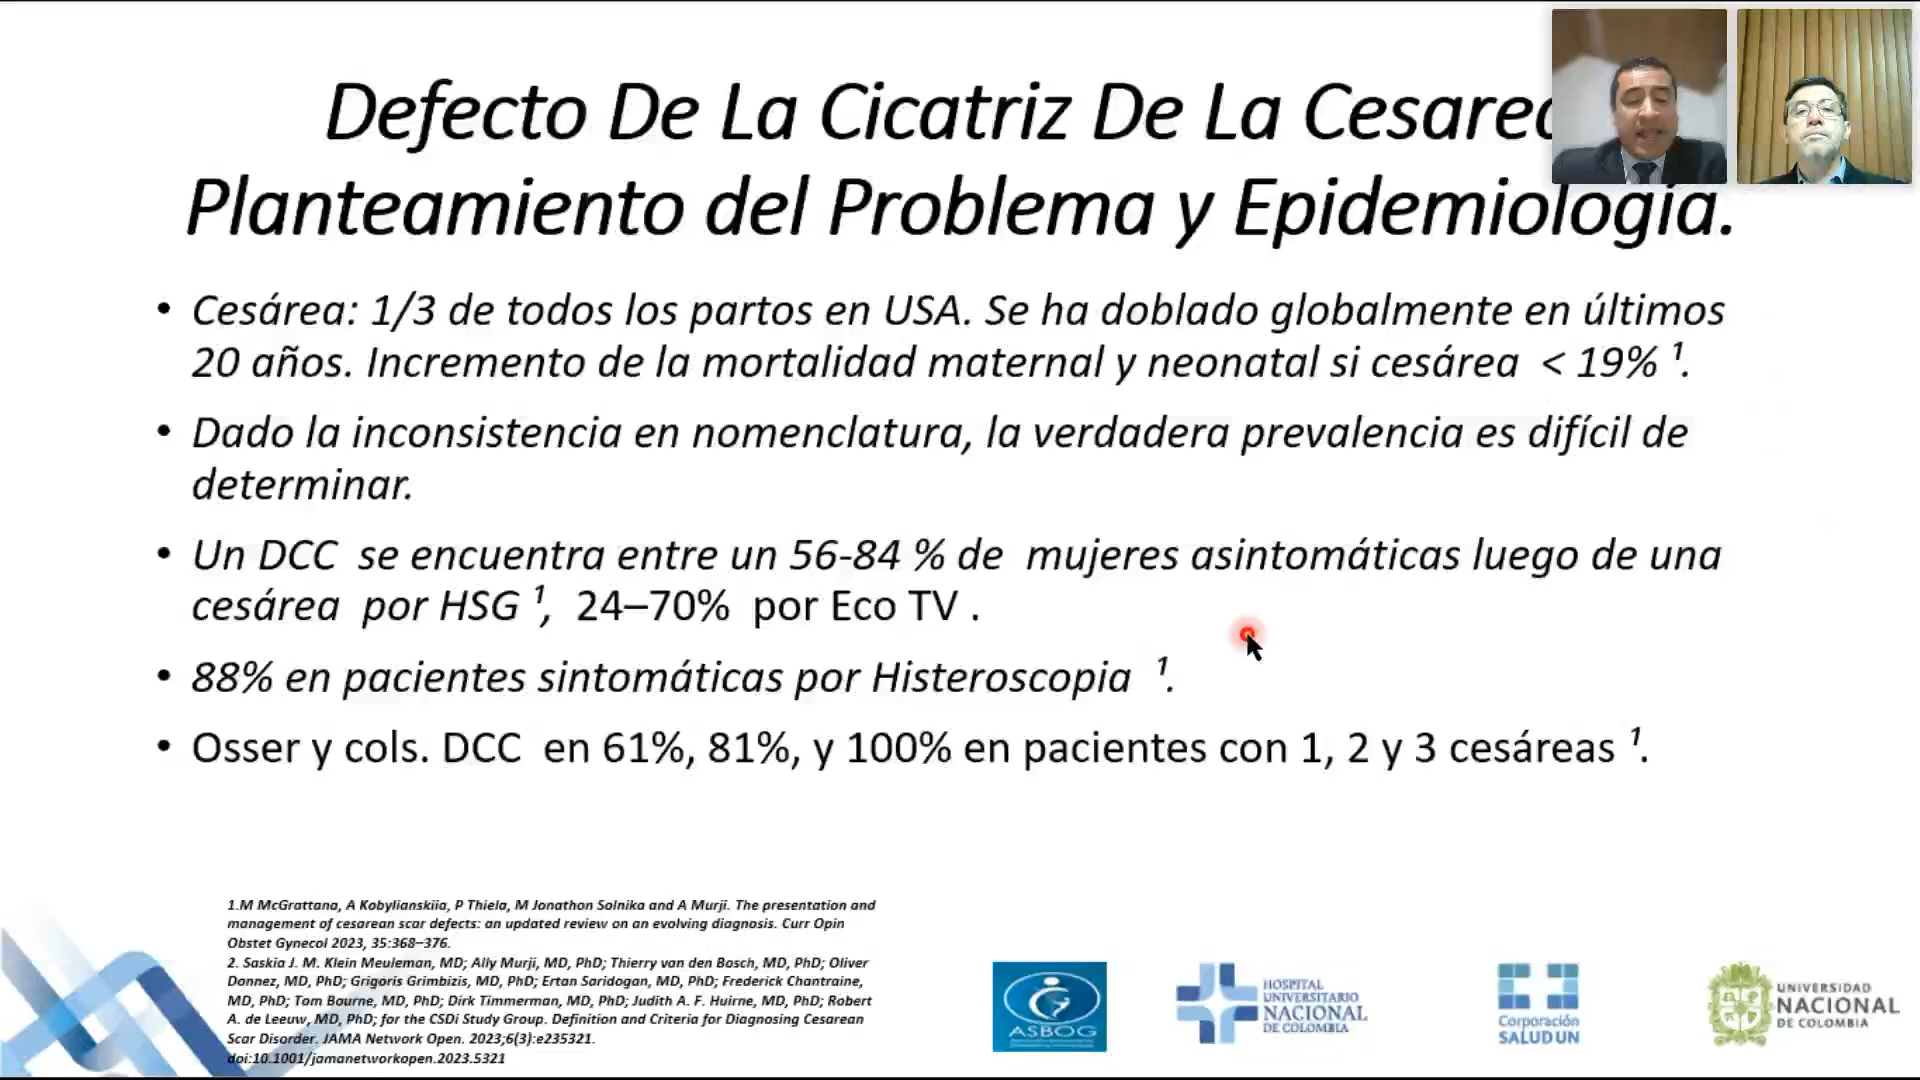 Defecto De La Cicatriz De La Cesarea
Planteamiento del Problema y Epidemiología.
• Cesárea: 1/3 de todos los partos en USA. Se ha doblado globalmente en últimos
20 años. Incremento de la mortalidad maternal y neonatal si cesárea < 19% ¹.
• Dado la inconsistencia en nomenclatura, la verdadera prevalencia es difícil de
determinar.
• Un DCC se encuentra entre un 56-84 % de mujeres asintomáticas luego de una
cesárea por HSG ¹, 24–70% por Eco TV .
• 88% en pacientes sintomáticas por Histeroscopia ¹.
• Osser y cols. DCC en 61%, 81%, y 100% en pacientes con 1, 2 y 3 cesáreas ¹.
1.M McGrattana, A Kobylianskiia, P Thiela, M Jonathon Solnika and A Murji. The presentation and
management of cesarean scar defects: an updated review on an evolving diagnosis. Curr Opin
Obstet Gynecol 2023, 35:368–376.
2. Saskia J. M. Klein Meuleman, MD; Ally Murji, MD, PhD; Thierry van den Bosch, MD, PhD; Oliver
Donnez, MD, PhD; Grigoris Grimbizis, MD, PhD; Ertan Saridogan, MD, PhD; Frederick Chantraine,
MD, PhD; Tom Bourne, MD, PhD; Dirk Timmerman, MD, PhD; Judith A. F. Huirne, MD, PhD; Robert
A. de Leeuw, MD, PhD; for the CSDi Study Group. Definition and Criteria for Diagnosing Cesarean
Scar Disorder. JAMA Network Open. 2023;6(3):e235321.
doi:10.1001/jamanetworkopen.2023.5321
ASBOG
HOSPITAL
UNIVERSITARIO
NACIONAL
DE COLOMBIA
Corporación
SALUD UN
UNIVERSIDAD
NACIONAL
DE COLOMBIA